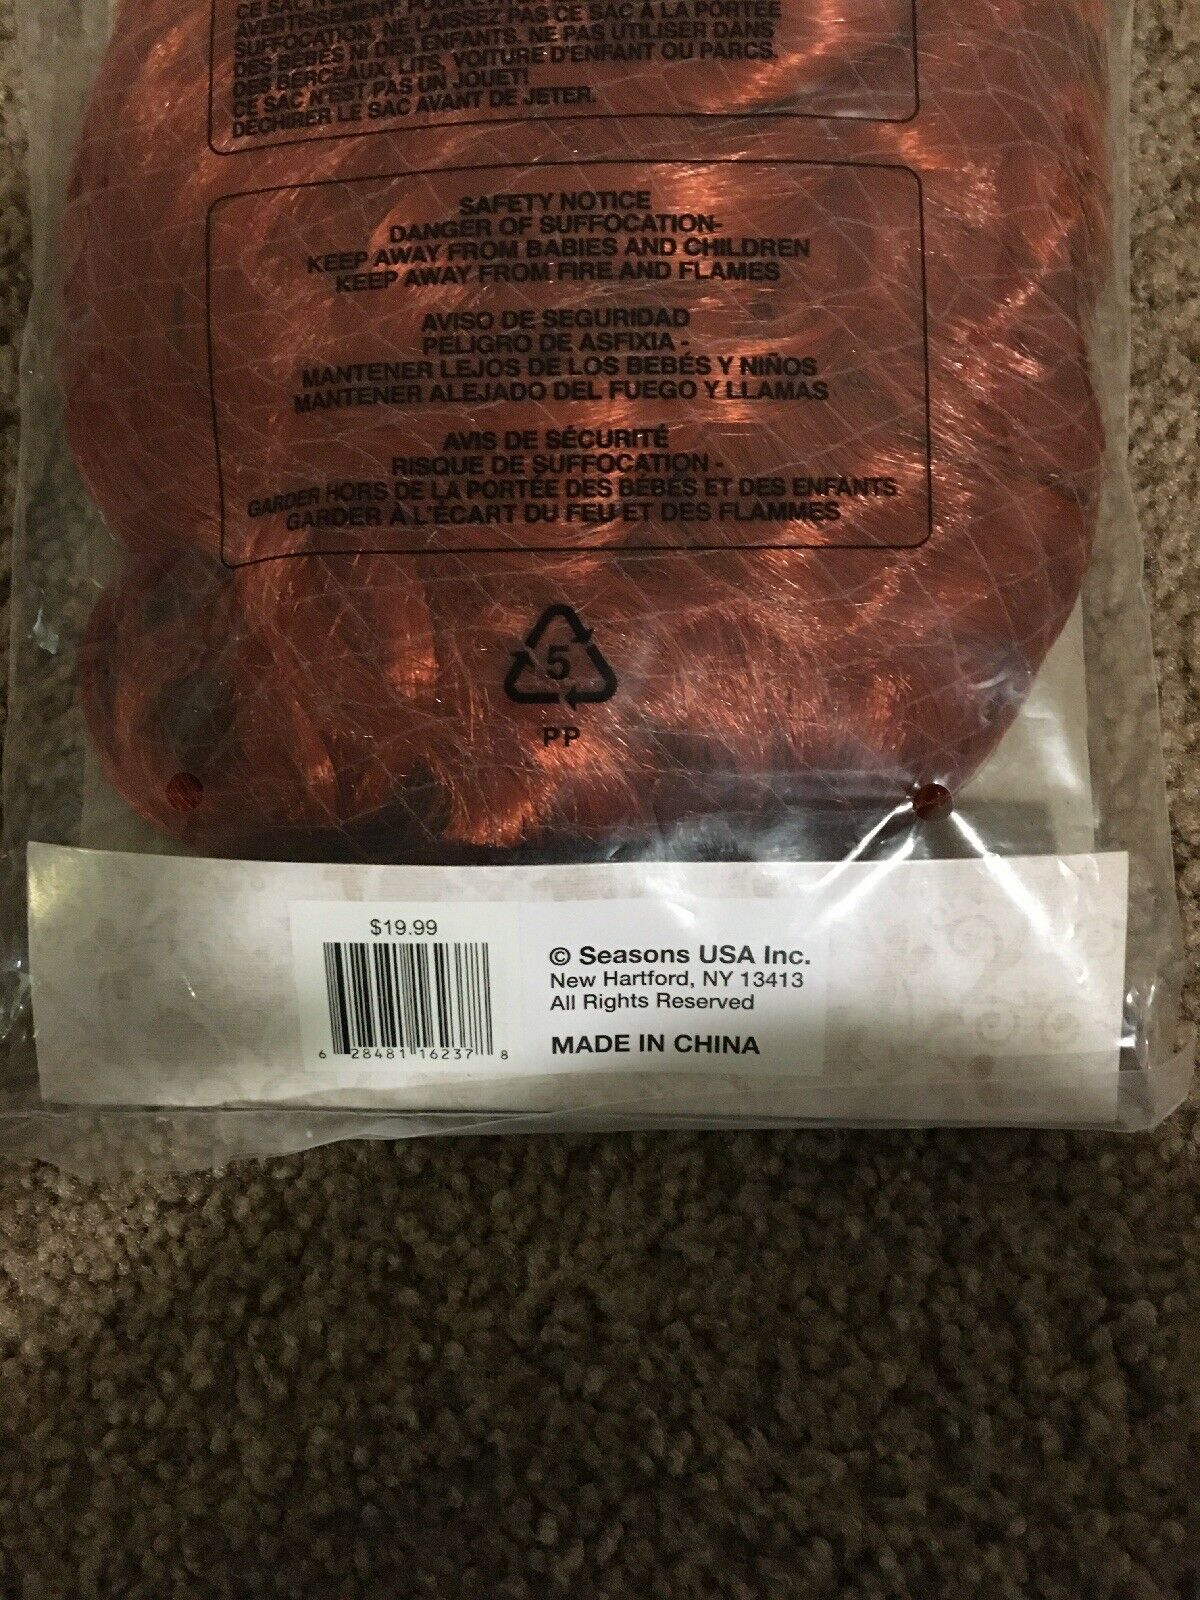 CE SAC N'E
AVERTISSEMENT: POUR
SUFFOCATION, NE LAISSEZ PAS CE SAC À LA PORTÉE
DES BÉBÉS NI DES ENFANTS. NE PAS UTILISER DANS
DES BERCEAUX, LITS, VOITURE D'ENFANT OU PARCS.
CE SAC N'EST PAS UN JOUET!
DÉCHIRER LE SAC AVANT DE JETER.
SAFETY NOTICE
DANGER OF SUFFOCATION-
KEEP AWAY FROM BABIES AND CHILDREN
KEEP AWAY FROM FIRE AND FLAMES
AVISO DE SEGURIDAD
PELIGRO DE ASFIXIA -
MANTENER LEJOS DE LOS BEBÉS Y NIÑOS
MANTENER ALEJADO DEL FUEGO Y LLAMAS
AVIS DE SÉCURITÉ
RISQUE DE SUFFOCATION -
GARDER HORS DE LA PORTÉE DES BÉBÉS ET DES ENFANTS
GARDER À L'ÉCART DU FEU ET DES FLAMMES
5
PP
$19.99
6 28481 16237 8
© Seasons USA Inc.
New Hartford, NY 13413
All Rights Reserved
MADE IN CHINA